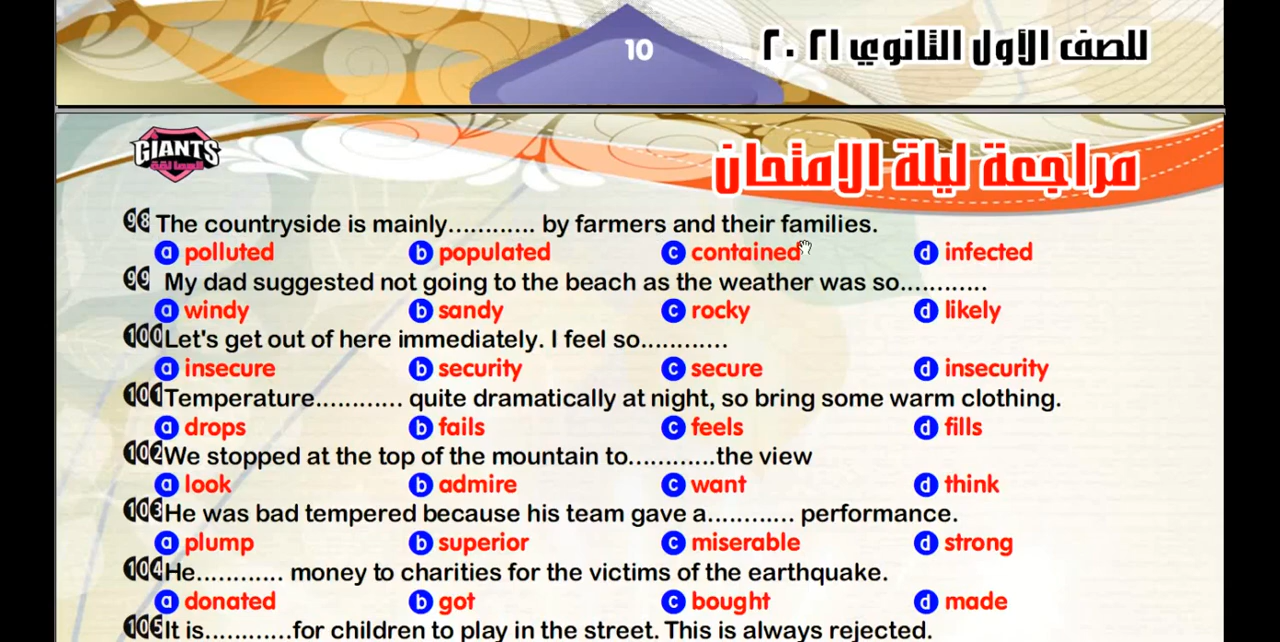 10
للصف الأول الثانوي ٢٠٢١
GIANTS
العمالقة
مراجعة ليلة الامتحان
98 The countryside is mainly............ by farmers and their families.
a polluted b populated c contained d infected
99 My dad suggested not going to the beach as the weather was so............
a windy b sandy c rocky d likely
100 Let's get out of here immediately. I feel so............
a insecure b security c secure d insecurity
101 Temperature............ quite dramatically at night, so bring some warm clothing.
a drops b fails c feels d fills
102 We stopped at the top of the mountain to............the view
a look b admire c want d think
103 He was bad tempered because his team gave a............ performance.
a plump b superior c miserable d strong
104 He............ money to charities for the victims of the earthquake.
a donated b got c bought d made
105 It is............for children to play in the street. This is always rejected.